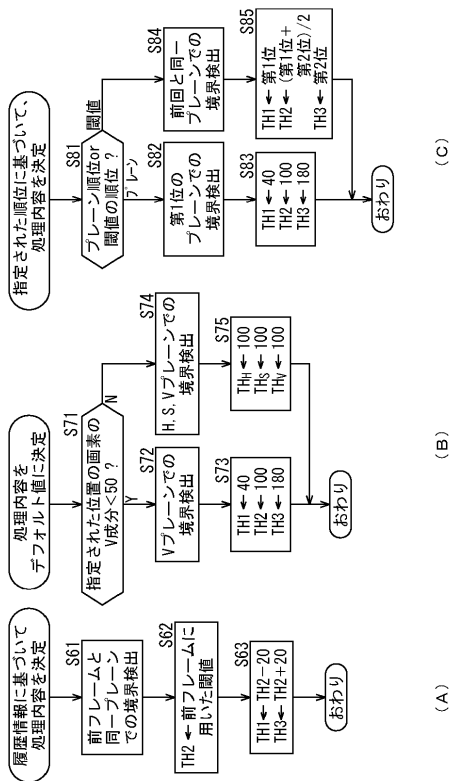 履歴情報に基づいて
処理内容を決定
S61
前フレームと
同一プレーン
での境界検出
S62
TH2←前フレームに
用いた閾値
S63
TH1←TH2-20
TH3←TH2+20
おわり
(A)
処理内容を
デフォルト値に決定
S71
指定された位置の画素の
V成分<50 ?
Y
N
S72
Vプレーンでの
境界検出
S73
TH1←40
TH2←100
TH3←180
S74
H,S,Vプレーンでの
境界検出
S75
THH←100
THS←100
THV←100
おわり
(B)
指定された順位に基づいて、
処理内容を決定
S81
プレーン順位or
閾値の順位 ?
プレーン
閾値
S82
第1位の
プレーンでの
境界検出
S83
TH1←40
TH2←100
TH3←180
S84
前回と同一
プレーンでの
境界検出
S85
TH1←第1位
TH2←(第1位+
第2位)/2
TH3←第2位
おわり
(C)